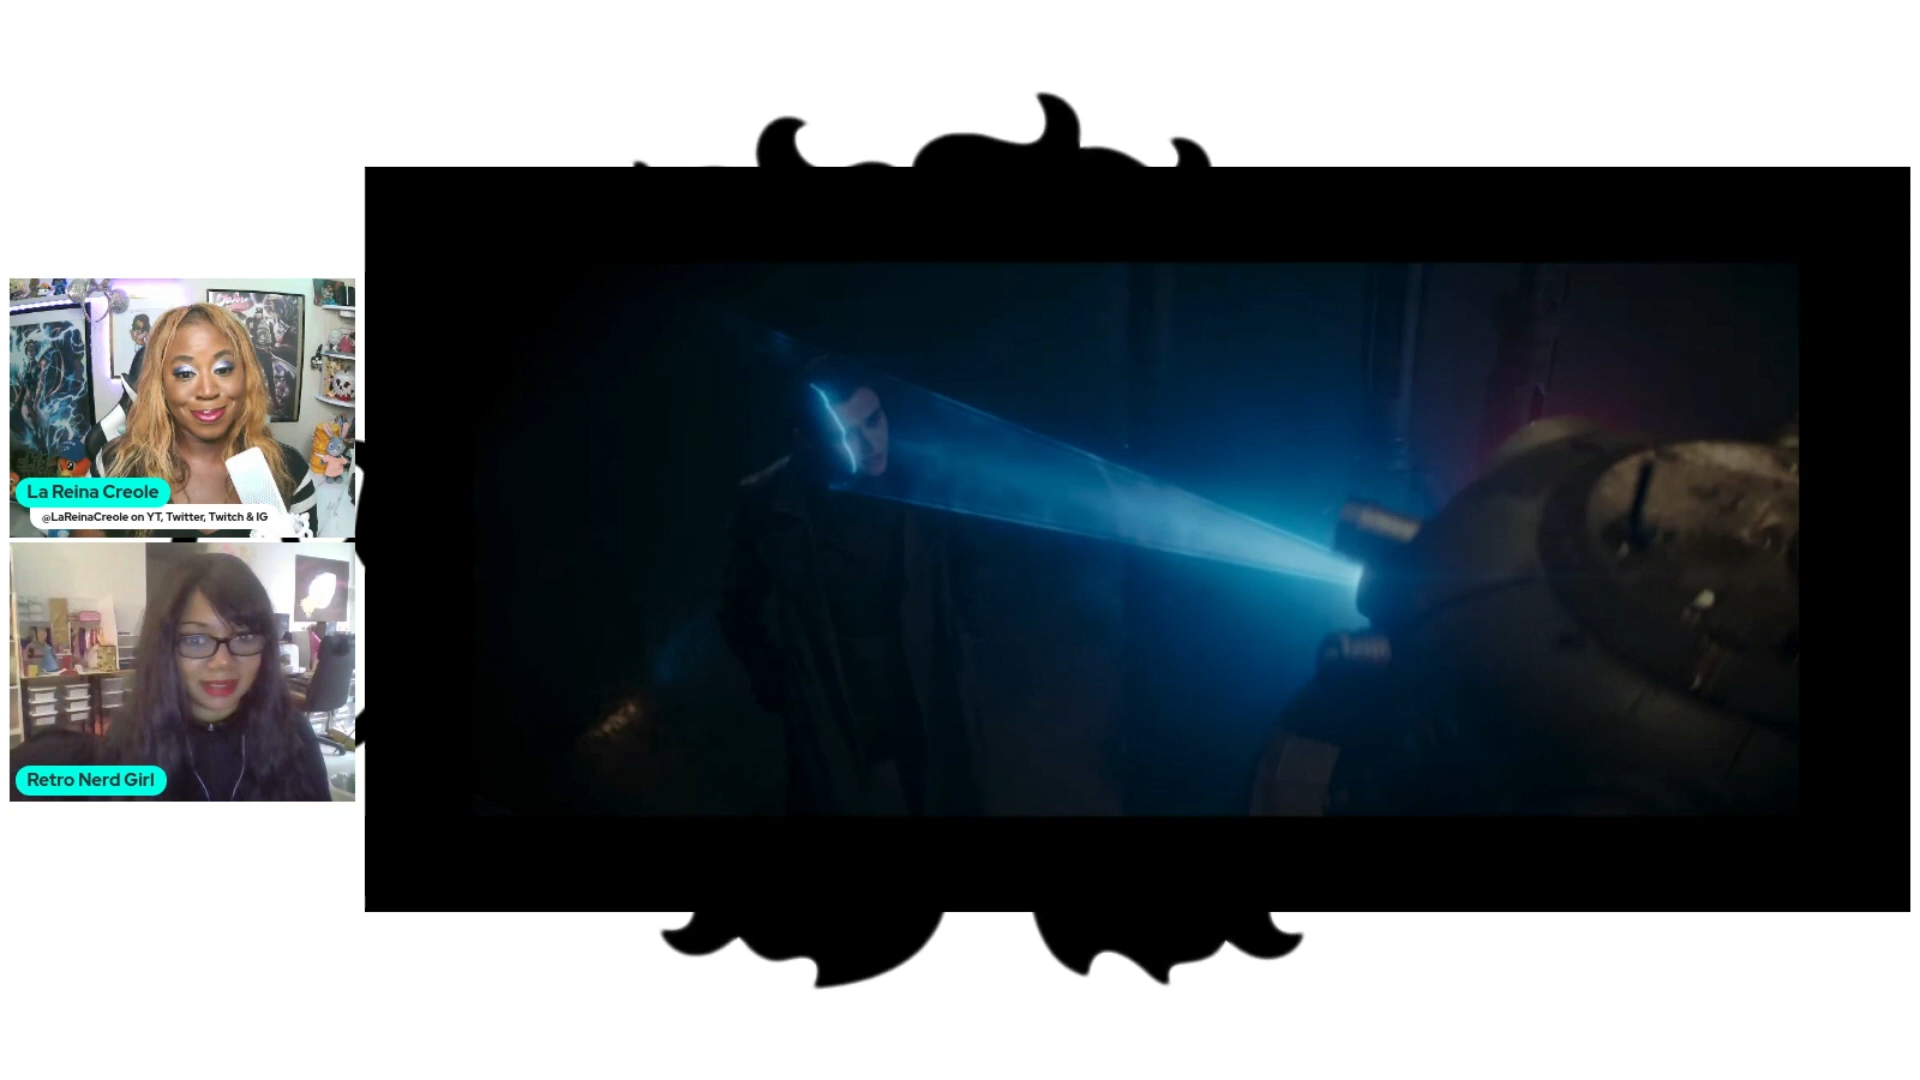 La Reina Creole
@LaReinaCreole on YT, Twitter, Twitch & IG
Retro Nerd Girl